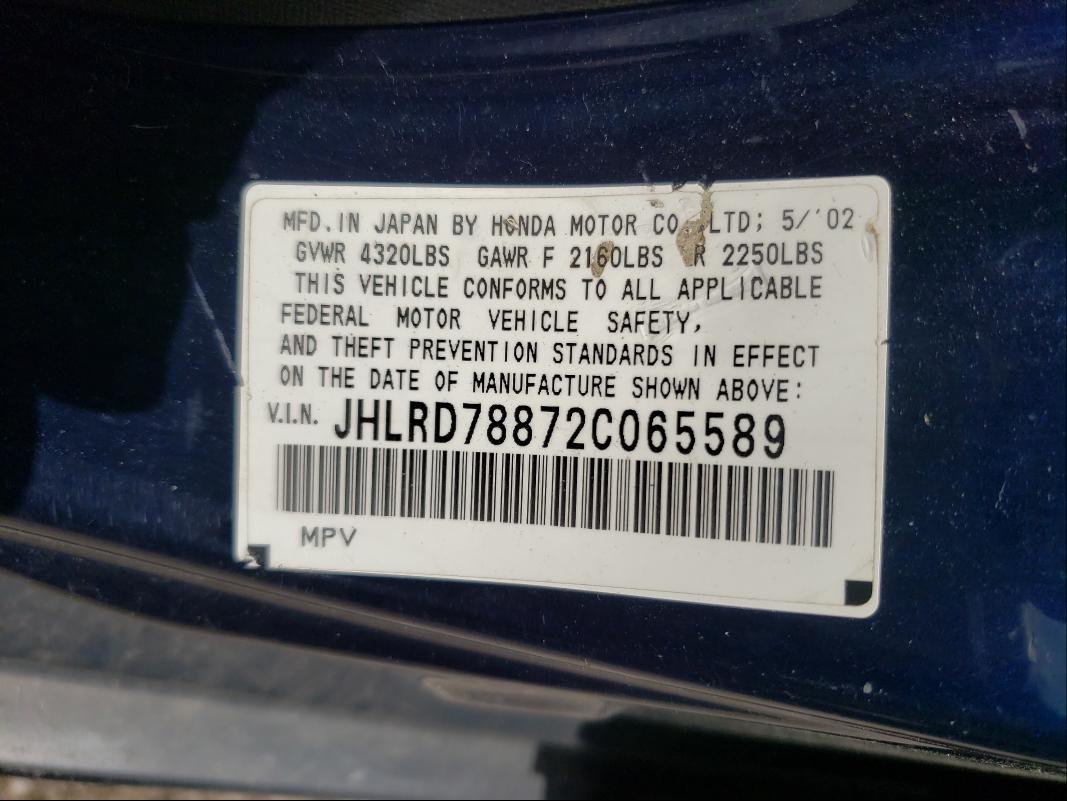 MFD.IN JAPAN BY HONDA MOTOR CO.,LTD; 5/'02
GVWR 4320LBS GAWR F 2160LBS R 2250LBS
THIS VEHICLE CONFORMS TO ALL APPLICABLE
FEDERAL MOTOR VEHICLE SAFETY,
AND THEFT PREVENTION STANDARDS IN EFFECT
ON THE DATE OF MANUFACTURE SHOWN ABOVE:
V.I.N. JHLRD78872C065589
MPV